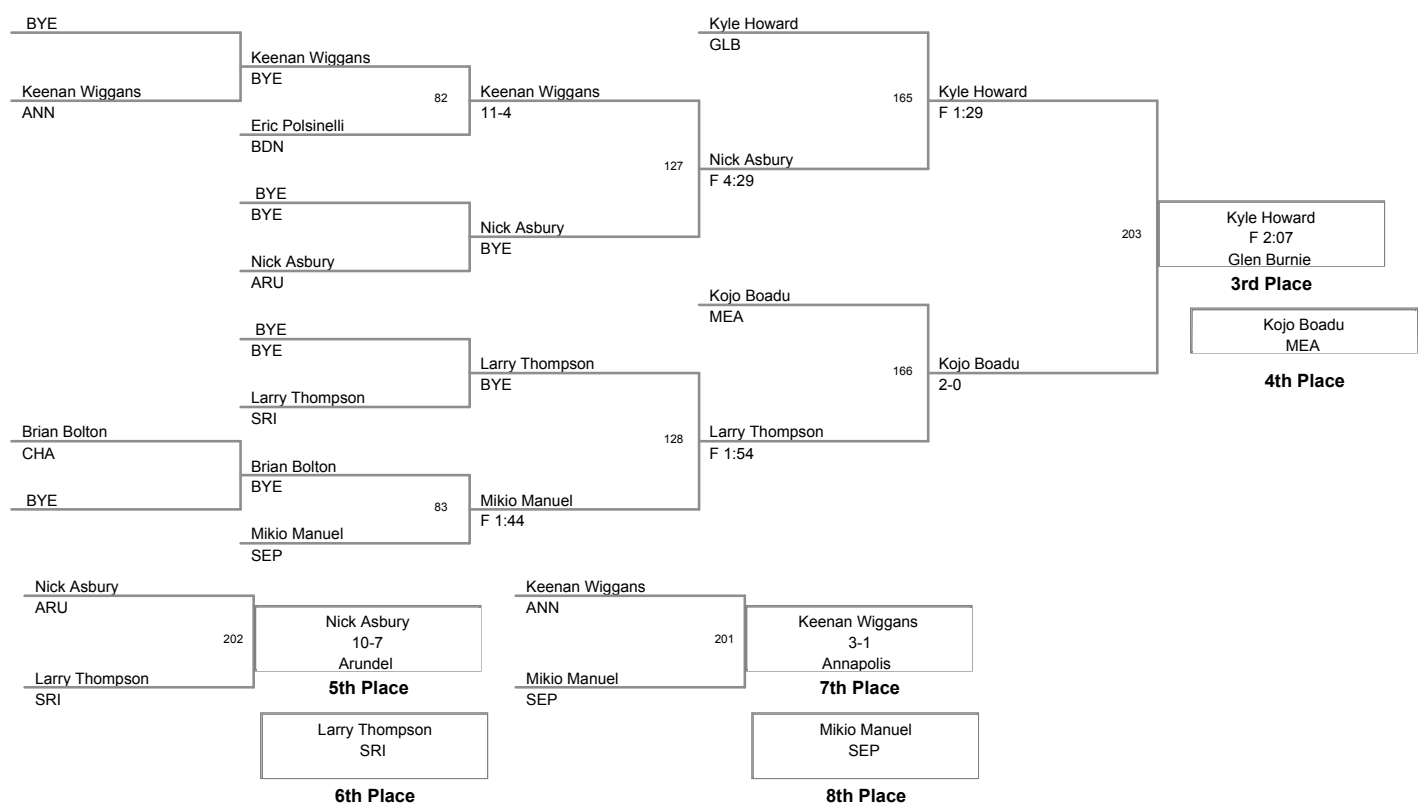 BYE
Keenan Wiggans
ANN
Keenan Wiggans
BYE
82
Eric Polsinelli
BDN
Keenan Wiggans
11-4
BYE
BYE
Nick Asbury
ARU
Nick Asbury
BYE
127
Nick Asbury
F 4:29
Kyle Howard
GLB
165
Kyle Howard
F 1:29
BYE
BYE
Larry Thompson
SRI
Larry Thompson
BYE
Brian Bolton
CHA
BYE
Brian Bolton
BYE
83
Mikio Manuel
SEP
Mikio Manuel
F 1:44
128
Larry Thompson
F 1:54
Kojo Boadu
MEA
166
Kojo Boadu
2-0
203
Kyle Howard
F 2:07
Glen Burnie
3rd Place
Kojo Boadu
MEA
4th Place
Nick Asbury
ARU
202
Larry Thompson
SRI
Nick Asbury
10-7
Arundel
5th Place
Larry Thompson
SRI
6th Place
Keenan Wiggans
ANN
201
Mikio Manuel
SEP
Keenan Wiggans
3-1
Annapolis
7th Place
Mikio Manuel
SEP
8th Place